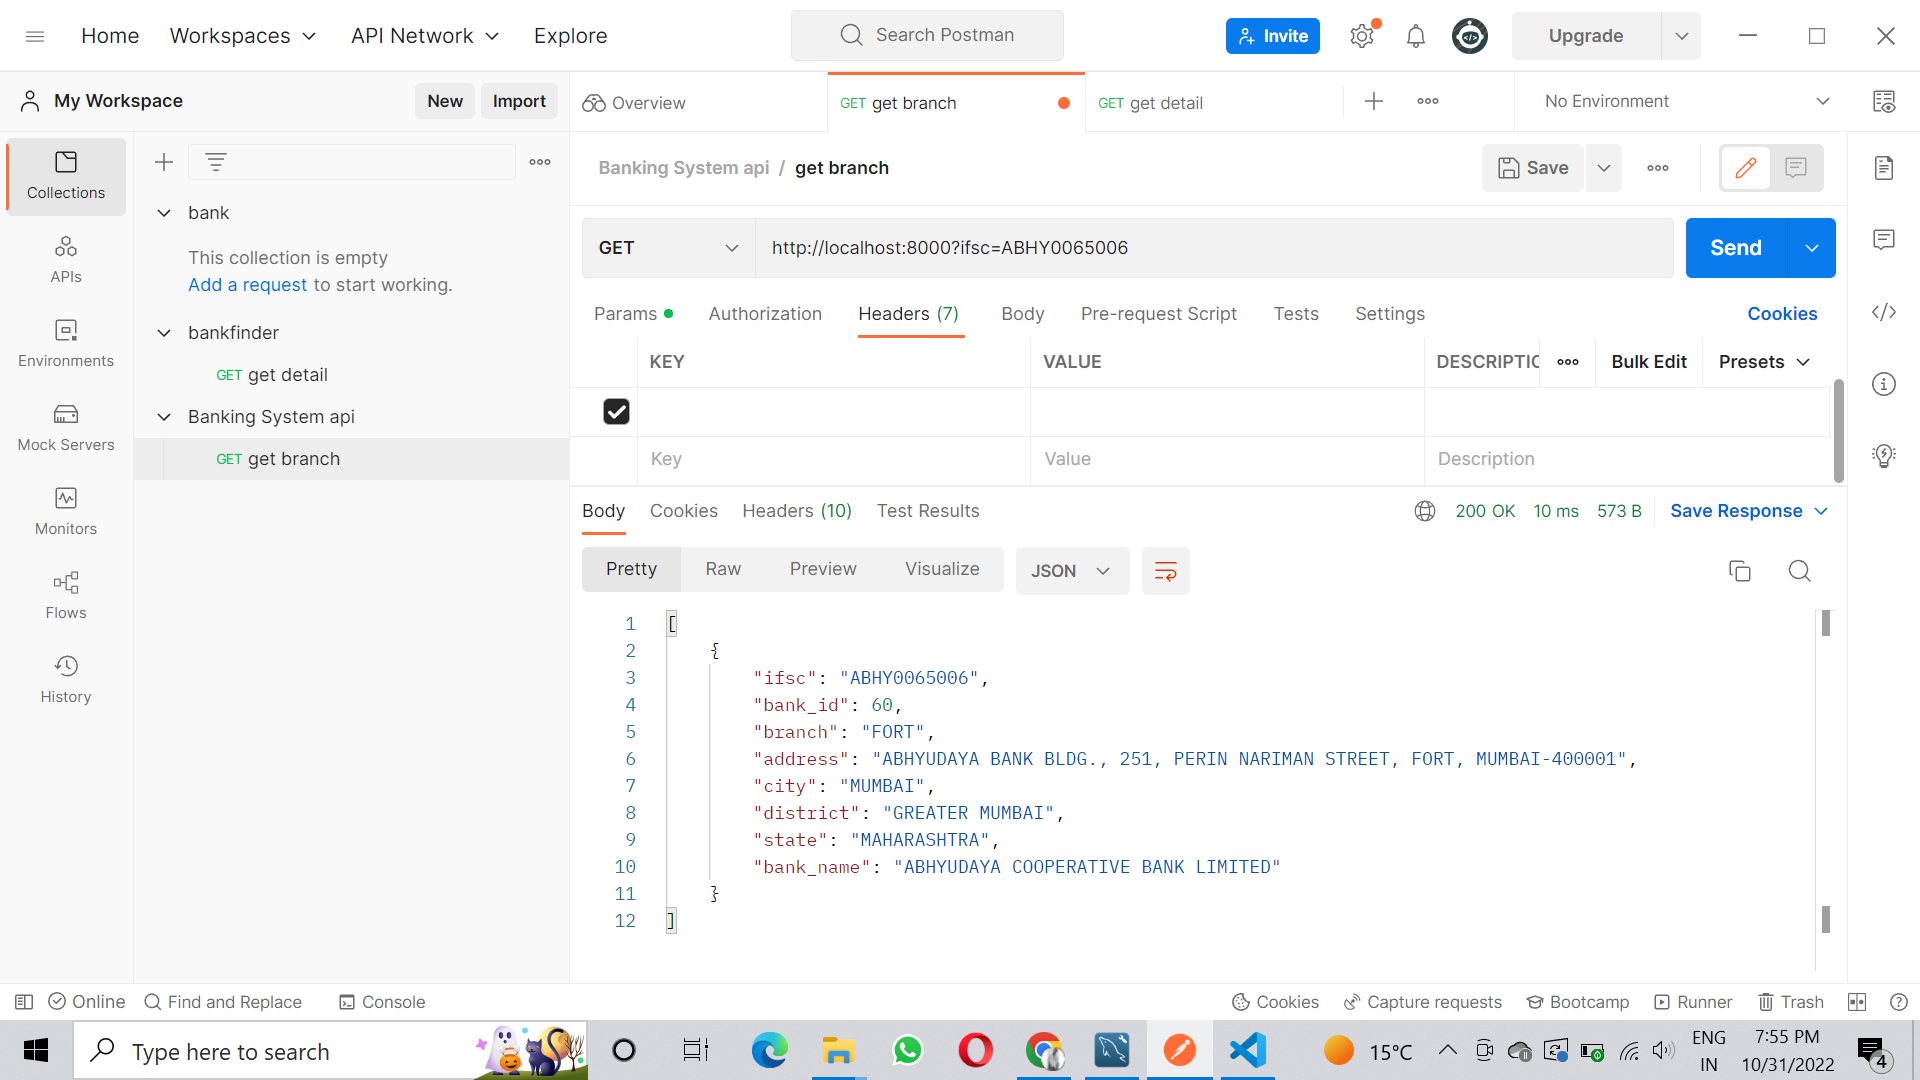 Home Workspaces API Network Explore Search Postman Invite Upgrade
My Workspace New Import Overview GET get branch GET get detail No Environment
Collections
APIs
Environments
Mock Servers
Monitors
Flows
History
bank
This collection is empty
Add a request to start working.
bankfinder
GET get detail
Banking System api
GET get branch
Banking System api / get branch Save
GET http://localhost:8000?ifsc=ABHY0065006 Send
Params Authorization Headers (7) Body Pre-request Script Tests Settings Cookies
KEY VALUE DESCRIPTIO Bulk Edit Presets
Key Value Description
Body Cookies Headers (10) Test Results 200 OK 10 ms 573 B Save Response
Pretty Raw Preview Visualize JSON
1 [
2 {
3 "ifsc": "ABHY0065006",
4 "bank_id": 60,
5 "branch": "FORT",
6 "address": "ABHYUDAYA BANK BLDG., 251, PERIN NARIMAN STREET, FORT, MUMBAI-400001",
7 "city": "MUMBAI",
8 "district": "GREATER MUMBAI",
9 "state": "MAHARASHTRA",
10 "bank_name": "ABHYUDAYA COOPERATIVE BANK LIMITED"
11 }
12 ]
Online Find and Replace Console Cookies Capture requests Bootcamp Runner Trash
Type here to search 15°C ENG IN 7:55 PM 10/31/2022 4